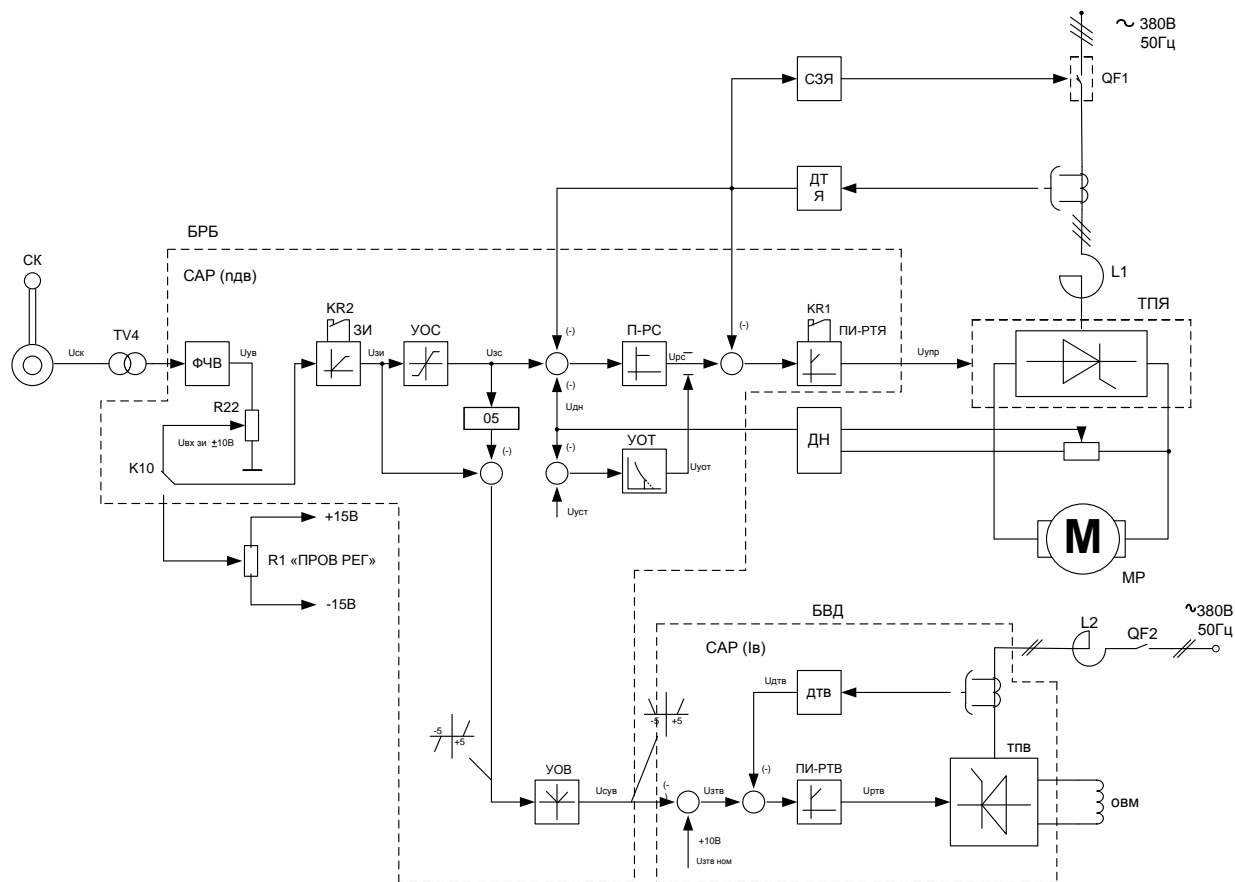 ~ 380В
50Гц
СЗЯ
QF1
ДТ
Я
БРБ
L1
СК
САР (nдв)
ТПЯ
KR2
ЗИ
УОС
(-)
(-)
KR1
TV4
П-РС
ПИ-РТЯ
Uск
ФЧВ
Uув
Uзи
Uзс
Uрс
Uупр
(-)
R22
Uдн
05
ДН
Uвх зи ±10В
(-)
(-)
УОТ
К10
Uуот
Uуст
+15В
М
R1 «ПРОВ РЕГ»
МР
-15В
БВД
~380В
L2
QF2
50Гц
САР (Iв)
Uдтв
дтв
-5
+5
-5
+5
ТПВ
УОВ
(-)
ПИ-РТВ
Uсув
(-
)
Uзтв
Uртв
ОВМ
+10В
Uзтв ном